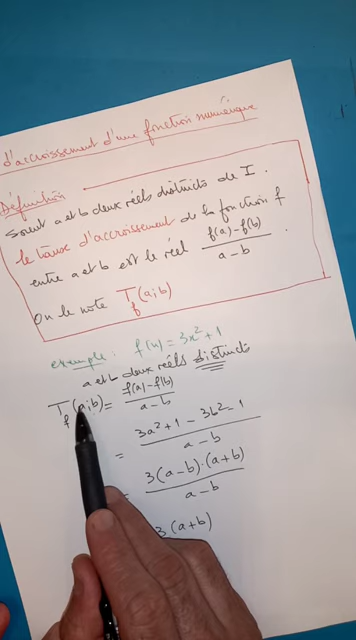 d'accroissement d'une fonction numérique
Définition
Soient a et b deux réels distincts de I.
le taux d'accroissement de la fonction f
entre a et b est le réel f(a)-f(b) / a-b .
On le note T_f(a;b)
exemple : f(x) = 3x²+1
a et b deux réels distincts
T_f(a;b) = f(a)-f(b) / a-b
= 3a²+1-3b²-1 / a-b
= 3(a-b).(a+b) / a-b
3(a+b)